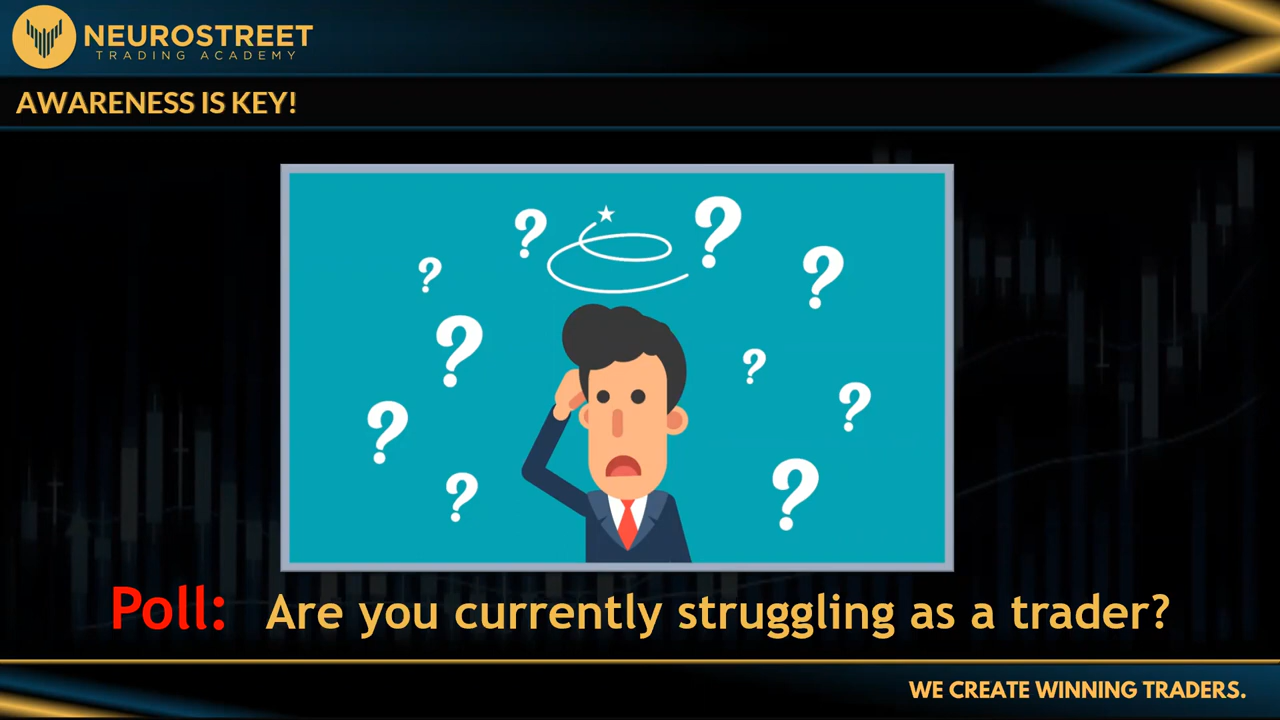 NEUROSTREET
TRADING ACADEMY
AWARENESS IS KEY!
? ? ? ? ? ? ? ? ? ? ?
Poll: Are you currently struggling as a trader?
WE CREATE WINNING TRADERS.